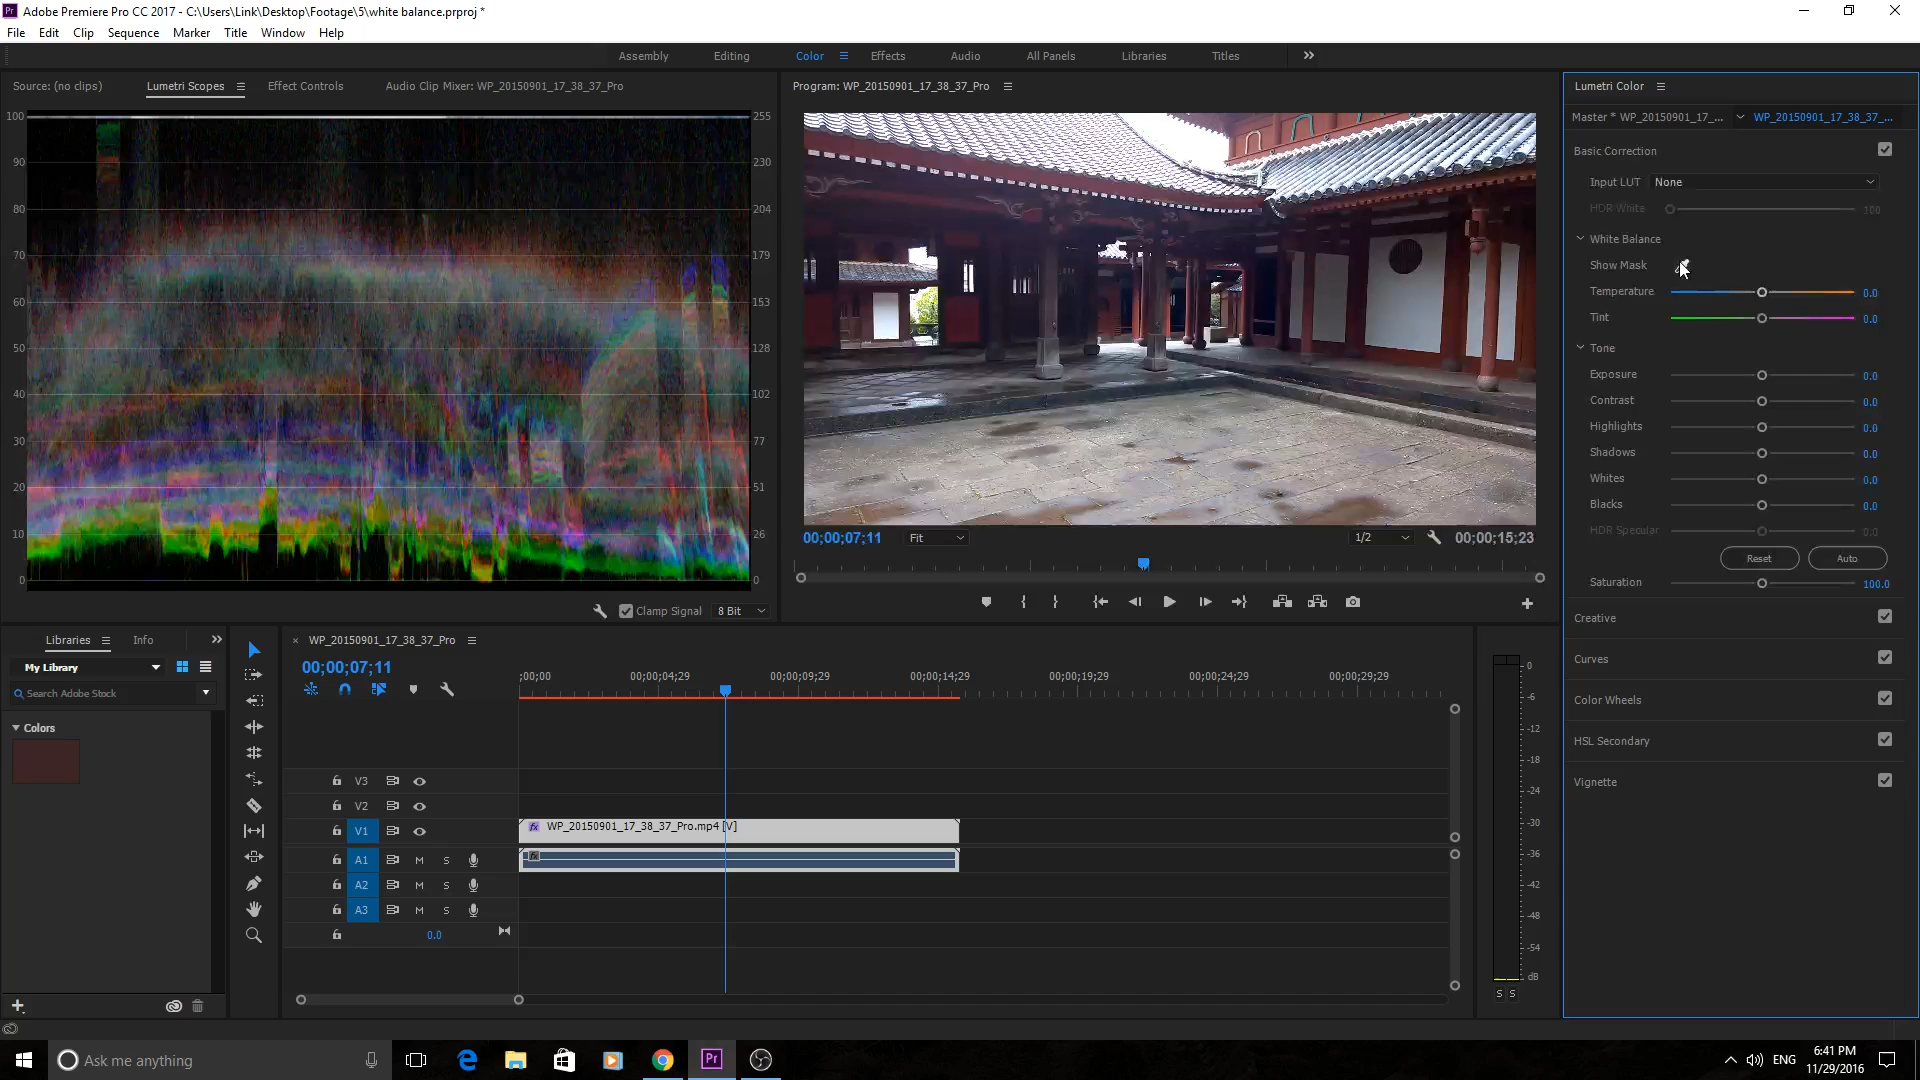 Adobe Premiere Pro CC 2017 - C:\Users\Link\Desktop\Footage\5\white balance.prproj *
File Edit Clip Sequence Marker Title Window Help
Assembly Editing Color Effects Audio All Panels Libraries Titles
Source: (no clips) Lumetri Scopes Effect Controls Audio Clip Mixer: WP_20150901_17_38_37_Pro
100 255
90 230
80 204
70 179
60 153
50 128
40 102
30 77
20 51
10 26
0 0
Clamp Signal 8 Bit
Program: WP_20150901_17_38_37_Pro
00;00;07;11 Fit 1/2 00;00;15;23
Lumetri Color
Master * WP_20150901_17_... WP_20150901_17_38_37_...
Basic Correction
Input LUT None
HDR White 100
White Balance
Show Mask
Temperature 0.0
Tint 0.0
Tone
Exposure 0.0
Contrast 0.0
Highlights 0.0
Shadows 0.0
Whites 0.0
Blacks 0.0
HDR Specular 0.0
Reset Auto
Saturation 100.0
Creative
Curves
Color Wheels
HSL Secondary
Vignette
Libraries Info
My Library
Search Adobe Stock
Colors
WP_20150901_17_38_37_Pro
00;00;07;11
;00;00 00;00;04;29 00;00;09;29 00;00;14;29 00;00;19;29 00;00;24;29 00;00;29;29
V3
V2
V1 fx WP_20150901_17_38_37_Pro.mp4 [V]
A1 M S fx
A2 M S
A3 M S
0.0
0
-6
-12
-18
-24
-30
-36
-42
-48
-54
dB
S S
Ask me anything
Pr
ENG
6:41 PM
11/29/2016